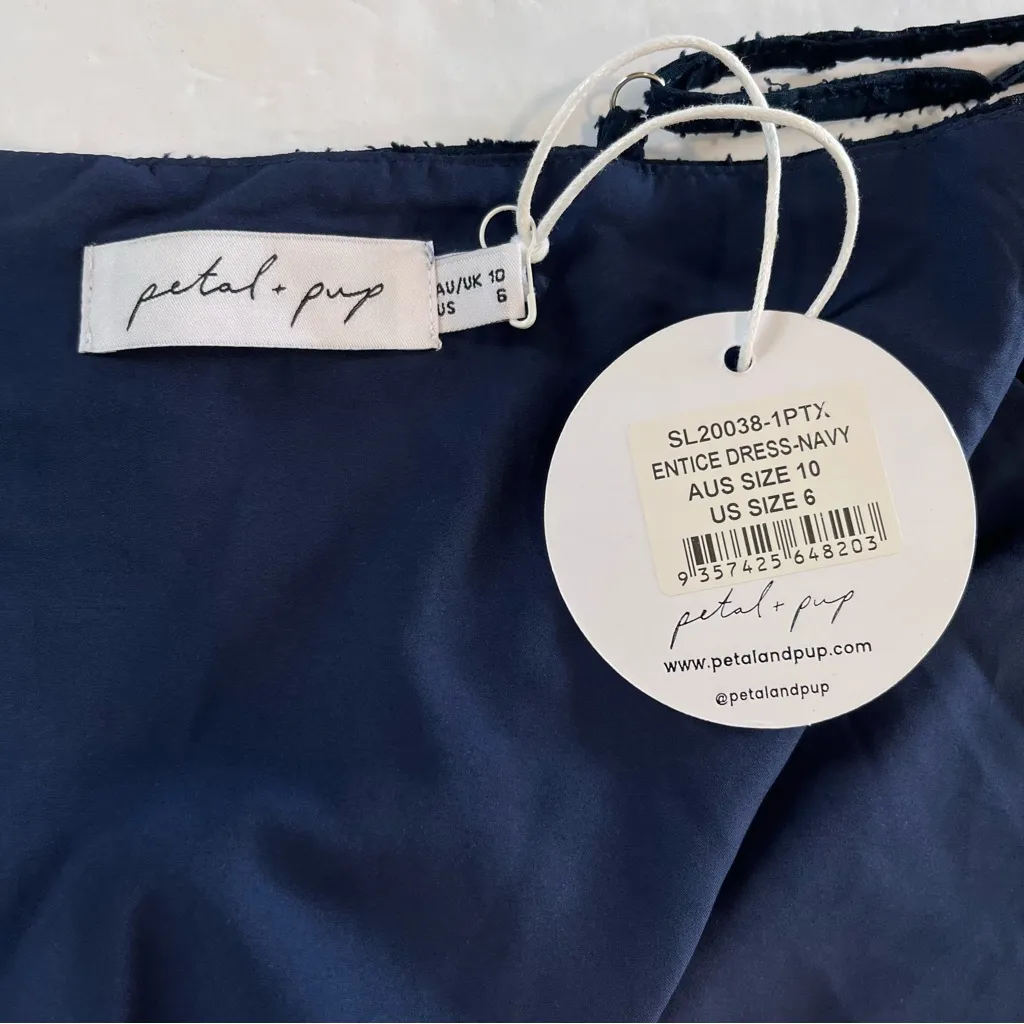 petal + pup
AU/UK 10
US 6
SL20038-1PTX
ENTICE DRESS-NAVY
AUS SIZE 10
US SIZE 6
9 357425 648203
petal + pup
www.petalandpup.com
@petalandpup